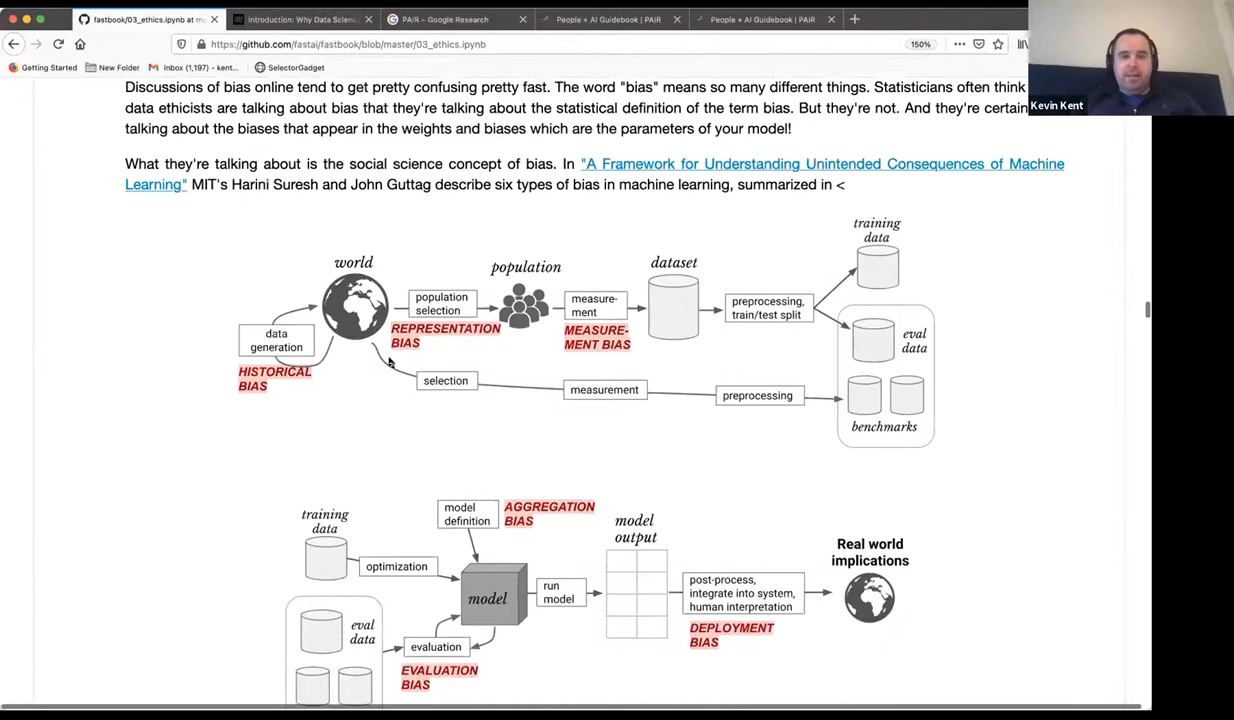 fastbook/03_ethics.ipynb at ma
Introduction: Why Data Scienc
PAIR – Google Research
People + AI Guidebook | PAIR
People + AI Guidebook | PAIR
https://github.com/fastai/fastbook/blob/master/03_ethics.ipynb
150%
Getting Started
New Folder
Inbox (1,197) - kent...
SelectorGadget
Kevin Kent
Discussions of bias online tend to get pretty confusing pretty fast. The word "bias" means so many different things. Statisticians often think
data ethicists are talking about bias that they're talking about the statistical definition of the term bias. But they're not. And they're certain
talking about the biases that appear in the weights and biases which are the parameters of your model!
What they're talking about is the social science concept of bias. In "A Framework for Understanding Unintended Consequences of Machine
Learning" MIT's Harini Suresh and John Guttag describe six types of bias in machine learning, summarized in <
training
data
world
population
dataset
population
selection
measure-
ment
preprocessing,
train/test split
REPRESENTATION
BIAS
MEASURE-
MENT BIAS
data
generation
eval
data
HISTORICAL
BIAS
selection
measurement
preprocessing
benchmarks
training
data
model
definition
AGGREGATION
BIAS
model
output
Real world
implications
optimization
model
run
model
post-process,
integrate into system,
human interpretation
DEPLOYMENT
BIAS
eval
data
evaluation
EVALUATION
BIAS